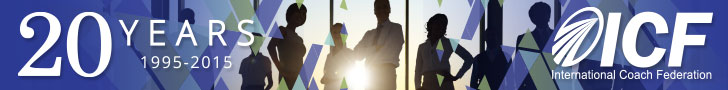 20 YEARS
1995-2015
ICF
International Coach Federation